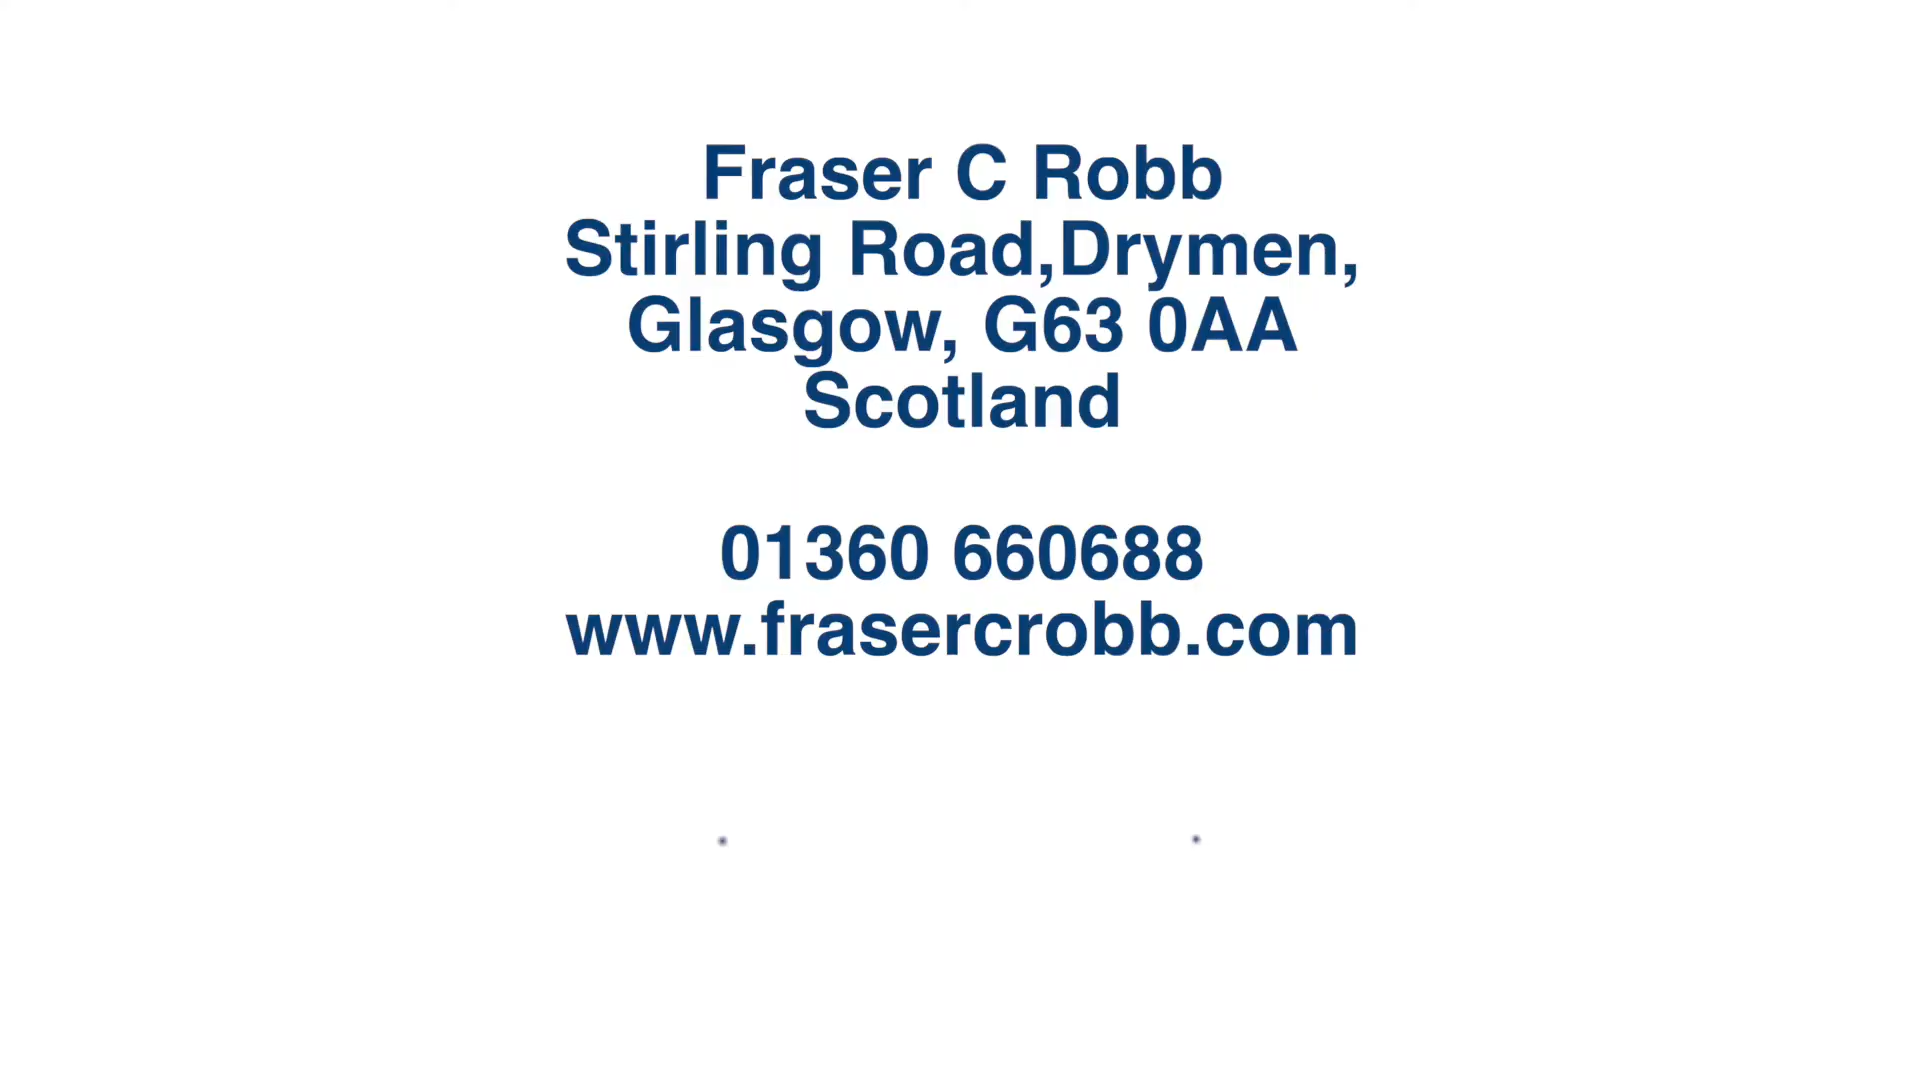 Fraser C Robb
Stirling Road,Drymen,
Glasgow, G63 0AA
Scotland
01360 660688
www.frasercrobb.com